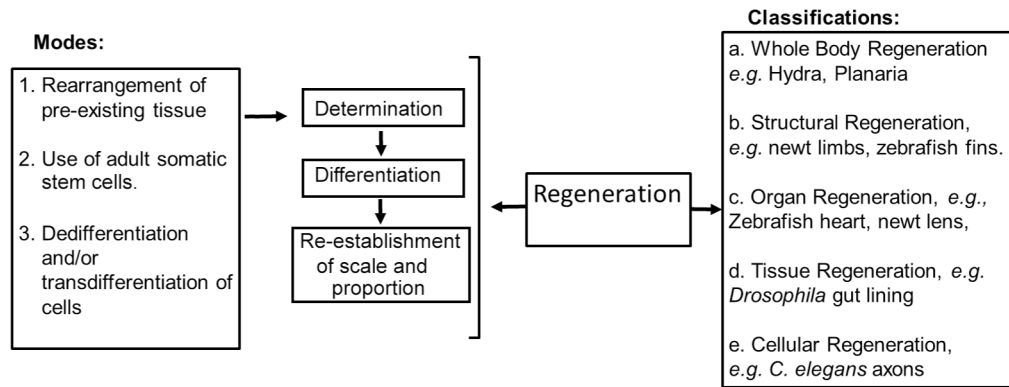 Modes:
1. Rearrangement of
pre-existing tissue
2. Use of adult somatic
stem cells.
3. Dedifferentiation
and/or
transdifferentiation of
cells
Determination
Differentiation
Re-establishment
of scale and
proportion
Regeneration
Classifications:
a. Whole Body Regeneration
e.g. Hydra, Planaria
b. Structural Regeneration,
e.g. newt limbs, zebrafish fins.
c. Organ Regeneration, e.g.,
Zebrafish heart, newt lens,
d. Tissue Regeneration, e.g.
Drosophila gut lining
e. Cellular Regeneration,
e.g. C. elegans axons